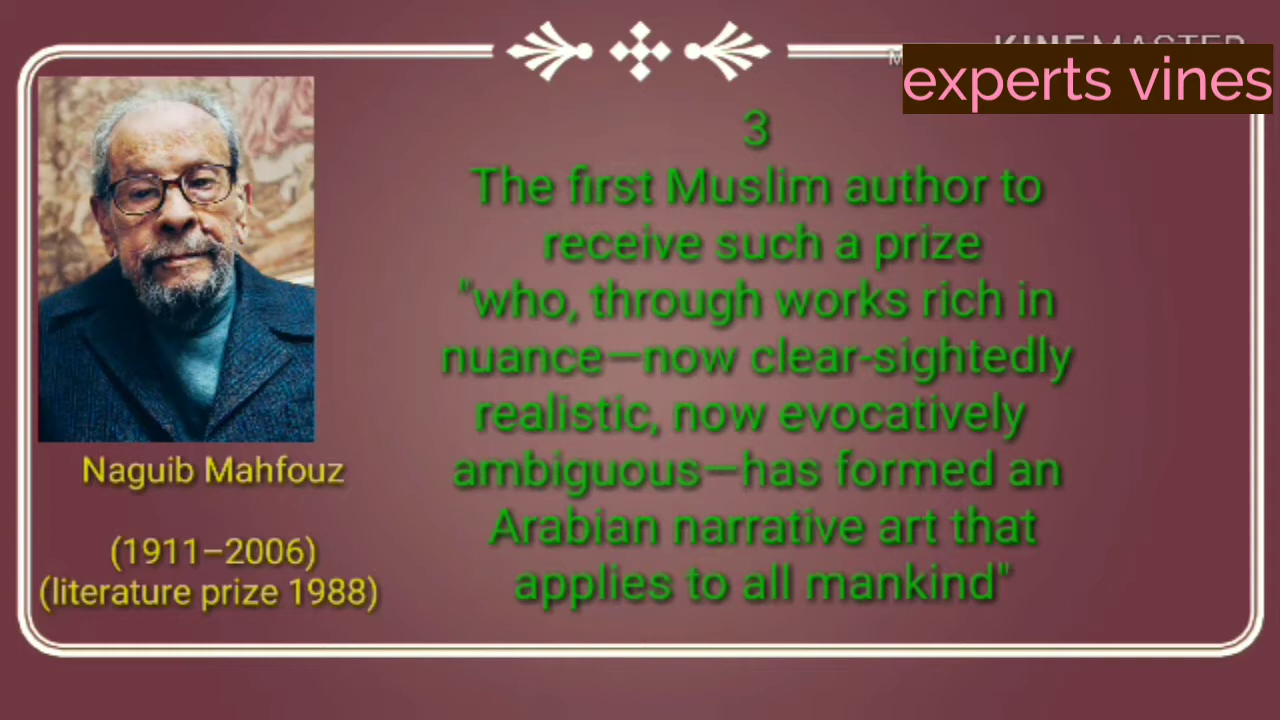 KINEMASTER
experts vines
3
The first Muslim author to
receive such a prize
"who, through works rich in
nuance—now clear-sightedly
realistic, now evocatively
ambiguous—has formed an
Arabian narrative art that
applies to all mankind"
Naguib Mahfouz
(1911–2006)
(literature prize 1988)